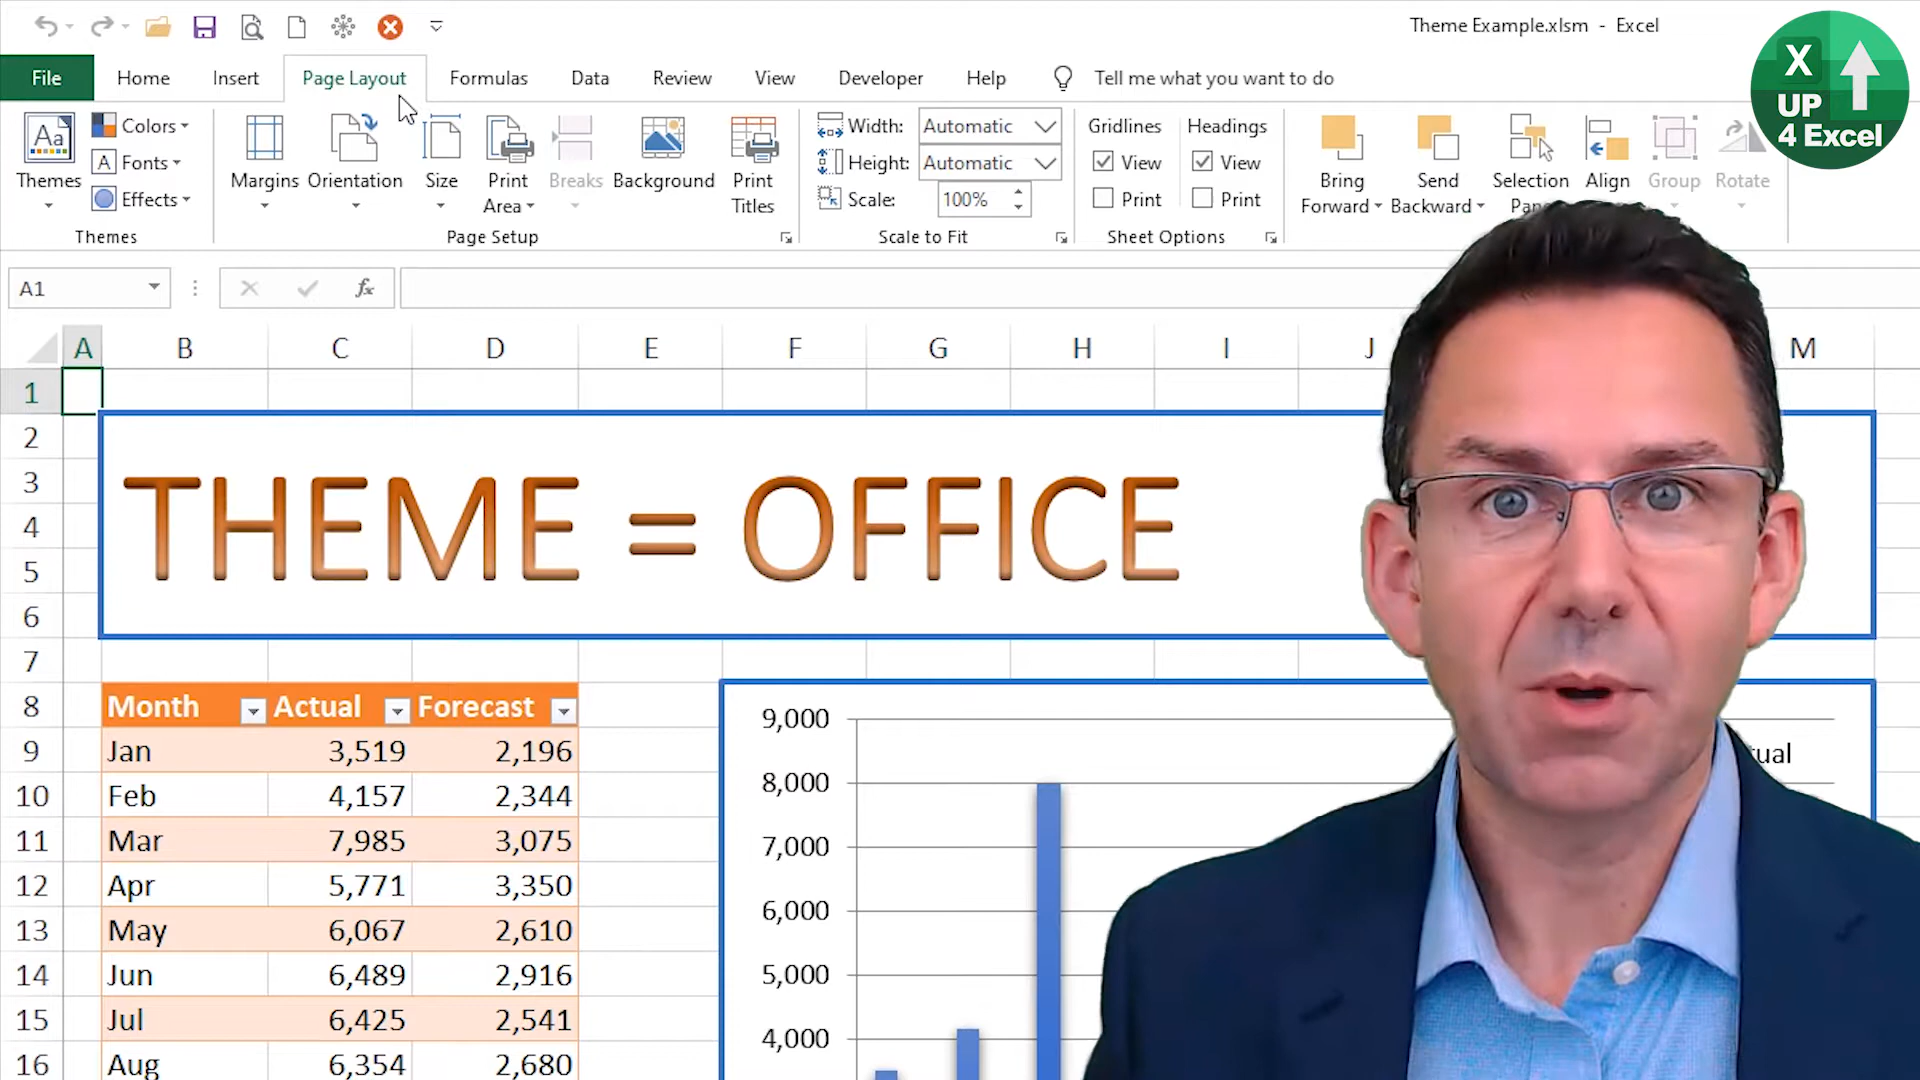 Theme Example.xlsm - Excel
X
UP
4 Excel
File Home Insert Page Layout Formulas Data Review View Developer Help Tell me what you want to do
Aa Colors Margins Orientation Size Print Breaks Background Print Width: Automatic Gridlines Headings Bring Send Selection Align Group Rotate
A Fonts Height: Automatic View View
Themes Effects Area Titles Scale: 100% Print Print Forward Backward
Themes Page Setup Scale to Fit Sheet Options
A1 fx
A B C D E F G H I J M
1
2
3
4
5
6
THEME = OFFICE
7
8 Month Actual Forecast
9 Jan 3,519 2,196
10 Feb 4,157 2,344
11 Mar 7,985 3,075
12 Apr 5,771 3,350
13 May 6,067 2,610
14 Jun 6,489 2,916
15 Jul 6,425 2,541
16 Aug 6,354 2,680
9,000
8,000
7,000
6,000
5,000
4,000